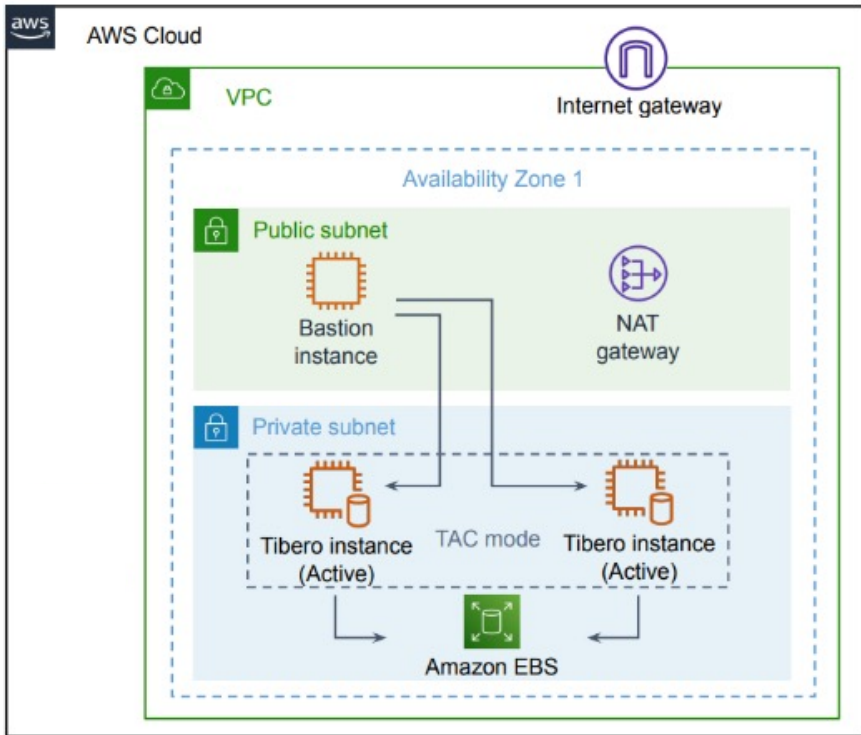 aws
AWS Cloud
VPC
Internet gateway
Availability Zone 1
Public subnet
Bastion
instance
NAT
gateway
Private subnet
Tibero instance
(Active)
TAC mode
Tibero instance
(Active)
Amazon EBS